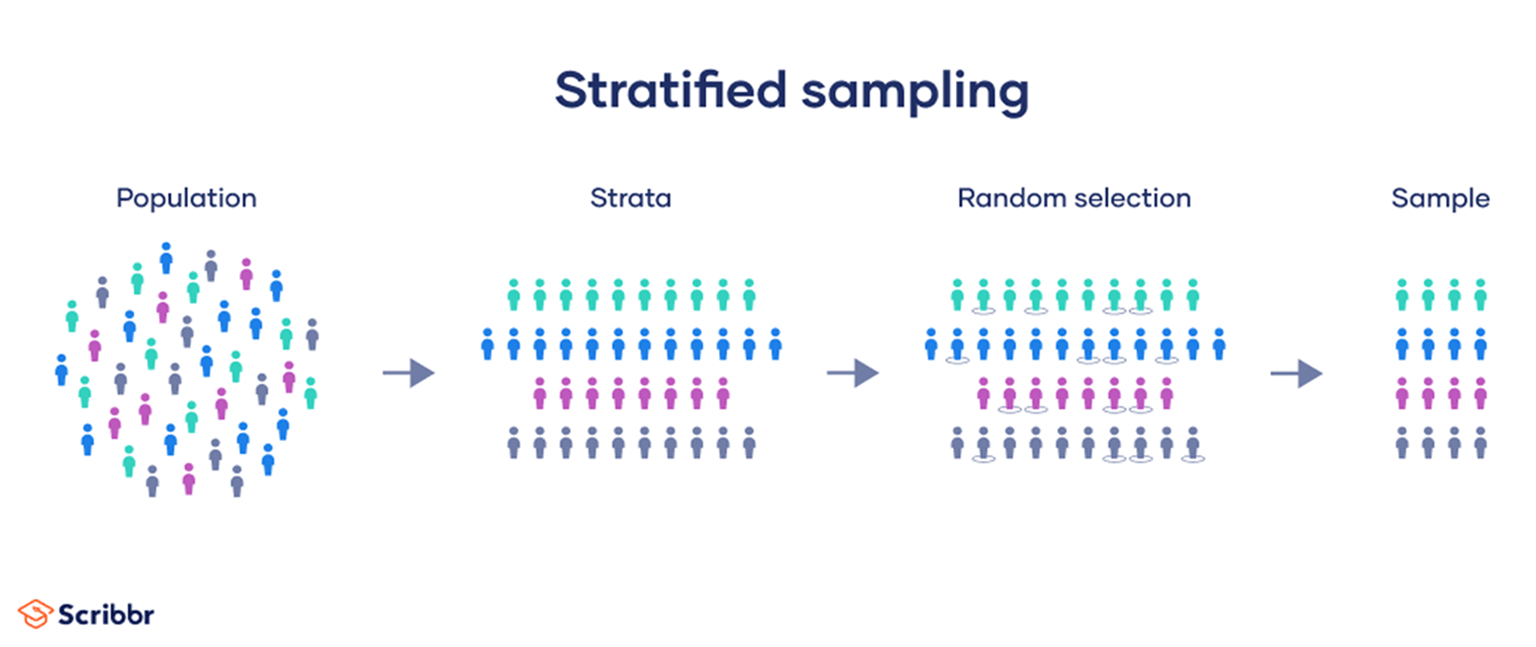 Stratified sampling
Population
Strata
Random selection
Sample
Scribbr